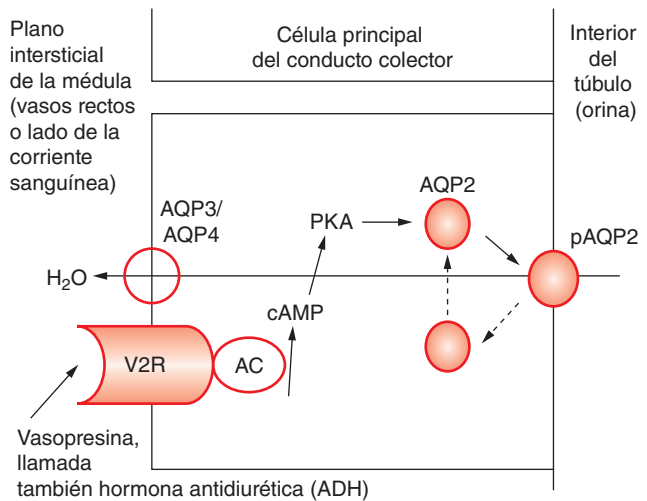 Plano
intersticial
de la médula
(vasos rectos
o lado de la
corriente
sanguínea)
Célula principal
del conducto colector
Interior
del
túbulo
(orina)
AQP3/
AQP4
H₂O
PKA
AQP2
pAQP2
cAMP
V2R
AC
Vasopresina,
llamada
también hormona antidiurética (ADH)